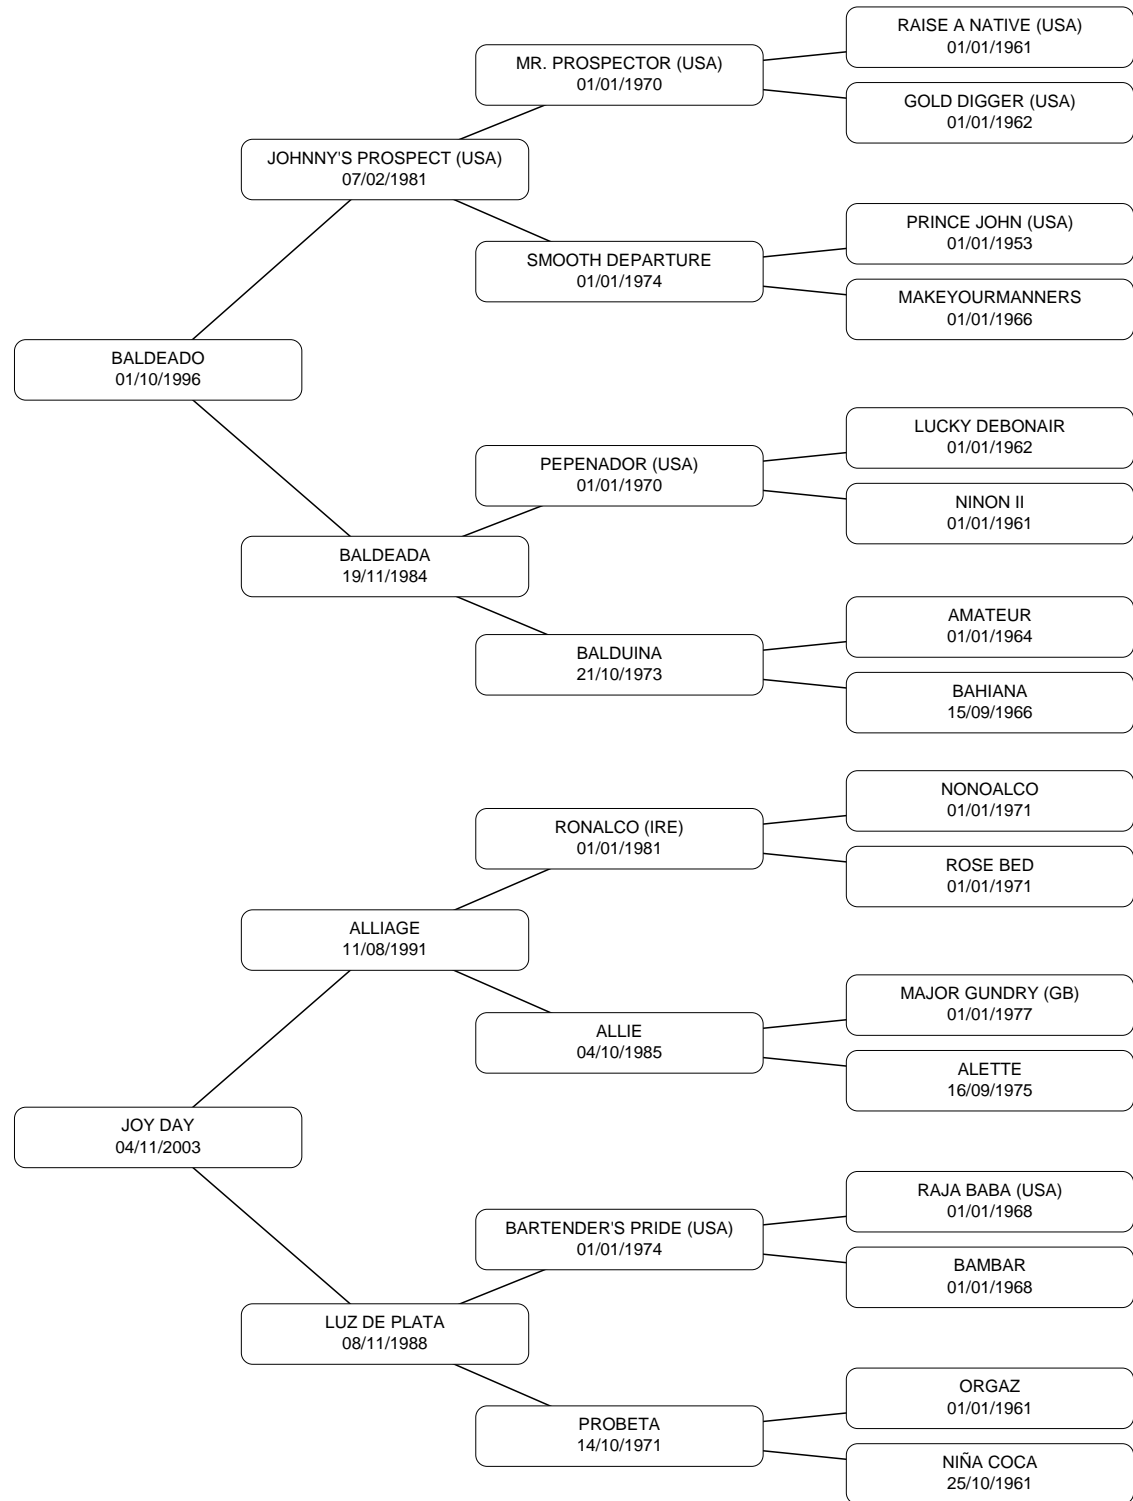 RAISE A NATIVE (USA)
01/01/1961
MR. PROSPECTOR (USA)
01/01/1970
GOLD DIGGER (USA)
01/01/1962
JOHNNY'S PROSPECT (USA)
07/02/1981
PRINCE JOHN (USA)
01/01/1953
SMOOTH DEPARTURE
01/01/1974
MAKEYOURMANNERS
01/01/1966
BALDEADO
01/10/1996
LUCKY DEBONAIR
01/01/1962
PEPENADOR (USA)
01/01/1970
NINON II
01/01/1961
BALDEADA
19/11/1984
AMATEUR
01/01/1964
BALDUINA
21/10/1973
BAHIANA
15/09/1966
NONOALCO
01/01/1971
RONALCO (IRE)
01/01/1981
ROSE BED
01/01/1971
ALLIAGE
11/08/1991
MAJOR GUNDRY (GB)
01/01/1977
ALLIE
04/10/1985
ALETTE
16/09/1975
JOY DAY
04/11/2003
RAJA BABA (USA)
01/01/1968
BARTENDER'S PRIDE (USA)
01/01/1974
BAMBAR
01/01/1968
LUZ DE PLATA
08/11/1988
ORGAZ
01/01/1961
PROBETA
14/10/1971
NIÑA COCA
25/10/1961